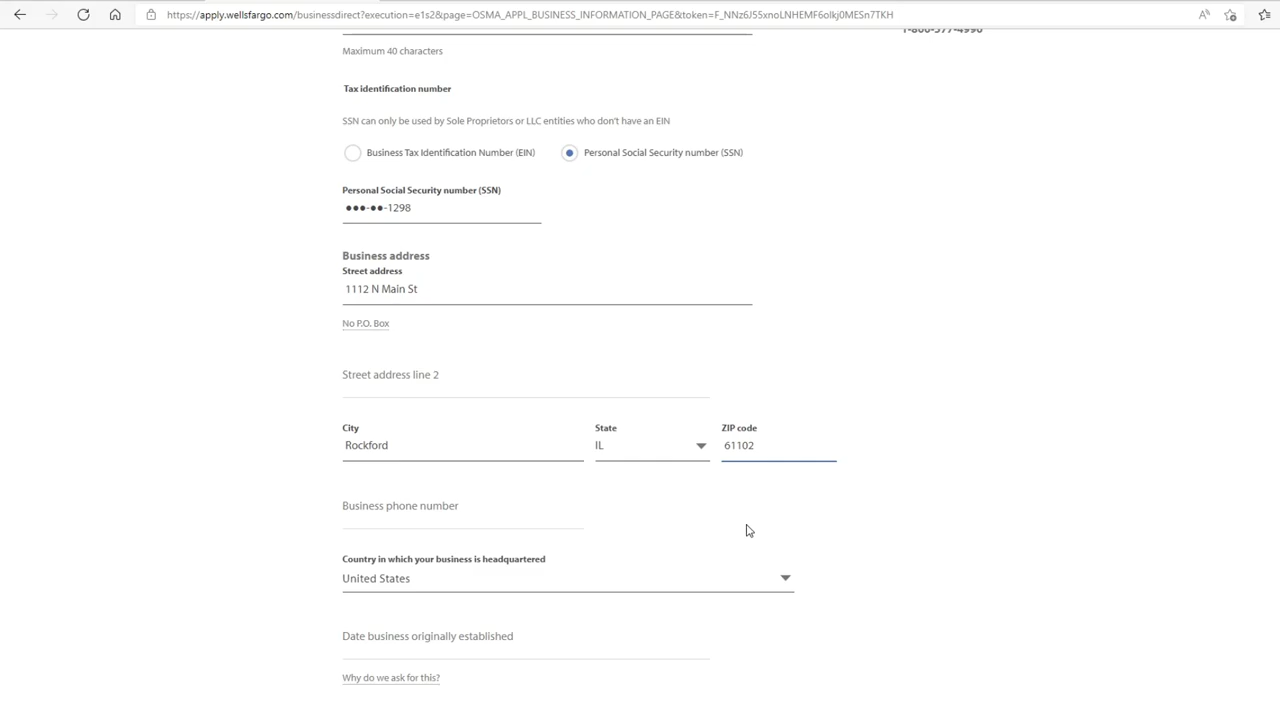 https://apply.wellsfargo.com/businessdirect?execution=e1s2&page=OSMA_APPL_BUSINESS_INFORMATION_PAGE&token=F_NNz6J55xnoLNHEMF6olkj0MESn7TKH
1-800-577-4996
Maximum 40 characters
Tax identification number
SSN can only be used by Sole Proprietors or LLC entities who don't have an EIN
Business Tax Identification Number (EIN) Personal Social Security number (SSN)
Personal Social Security number (SSN)
●●●-●●-1298
Business address
Street address
1112 N Main St
No P.O. Box
Street address line 2
City State ZIP code
Rockford IL 61102
Business phone number
Country in which your business is headquartered
United States
Date business originally established
Why do we ask for this?